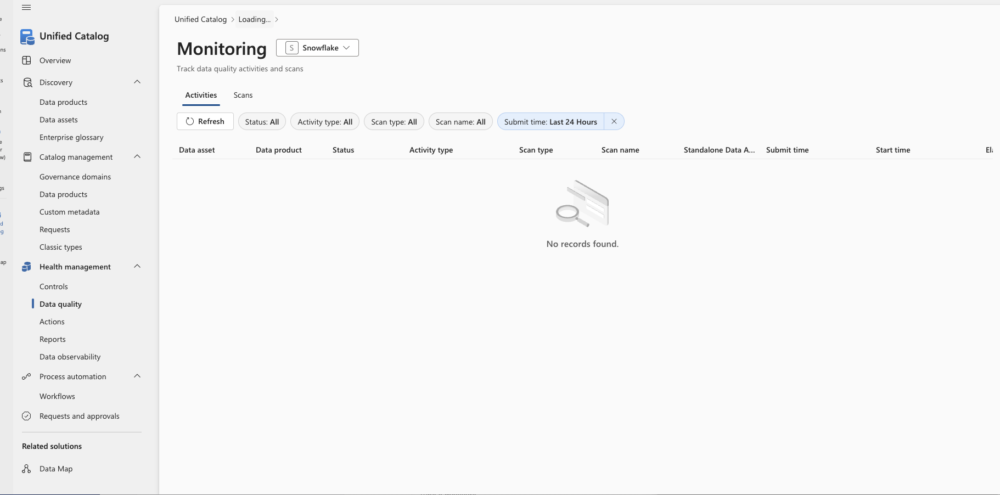 Unified Catalog
Overview
Discovery
Data products
Data assets
Enterprise glossary
Catalog management
Governance domains
Data products
Custom metadata
Requests
Classic types
Health management
Controls
Data quality
Actions
Reports
Data observability
Process automation
Workflows
Requests and approvals
Related solutions
Data Map
Unified Catalog > Loading... >
Monitoring S Snowflake
Track data quality activities and scans
Activities Scans
Refresh Status: All Activity type: All Scan type: All Scan name: All Submit time: Last 24 Hours
Data asset Data product Status Activity type Scan type Scan name Standalone Data A... Submit time Start time
No records found.